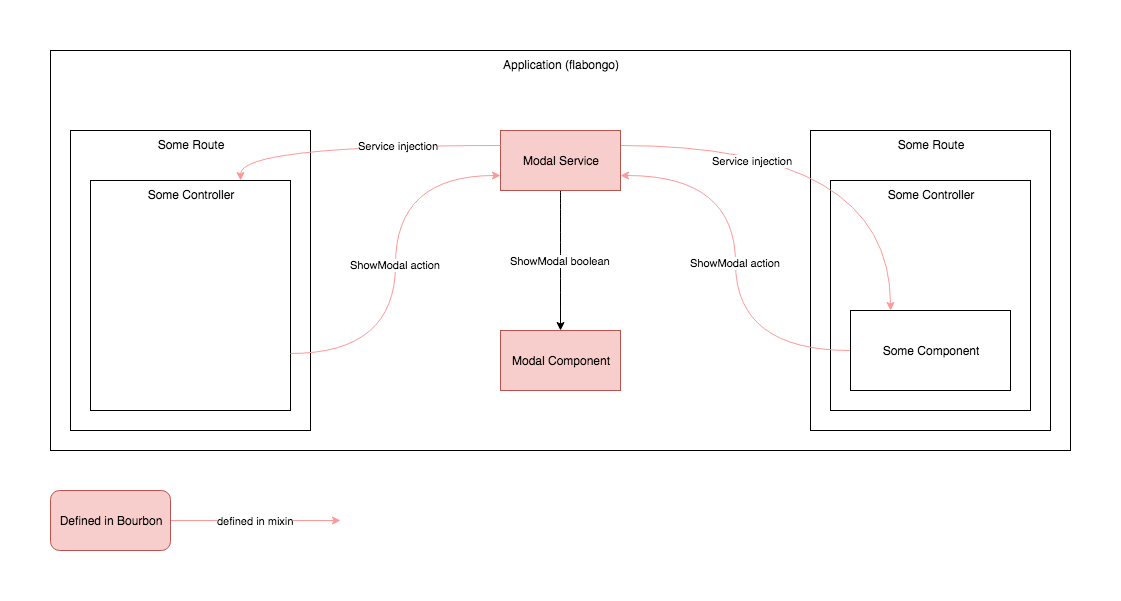 Application (flabongo)
Some Route
Some Controller
Service injection
ShowModal action
Modal Service
ShowModal boolean
Modal Component
Service injection
ShowModal action
Some Route
Some Controller
Some Component
Defined in Bourbon
defined in mixin